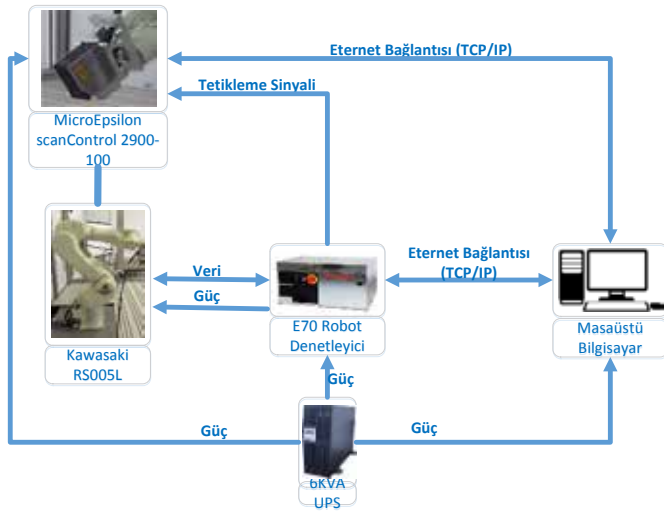 Eternet Bağlantısı (TCP/IP)
Tetikleme Sinyali
MicroEpsilon
scanControl 2900-
100
Veri
Güç
Eternet Bağlantısı
(TCP/IP)
Kawasaki
RS005L
E70 Robot
Denetleyici
Masaüstü
Bilgisayar
Güç
Güç
Güç
6KVA
UPS